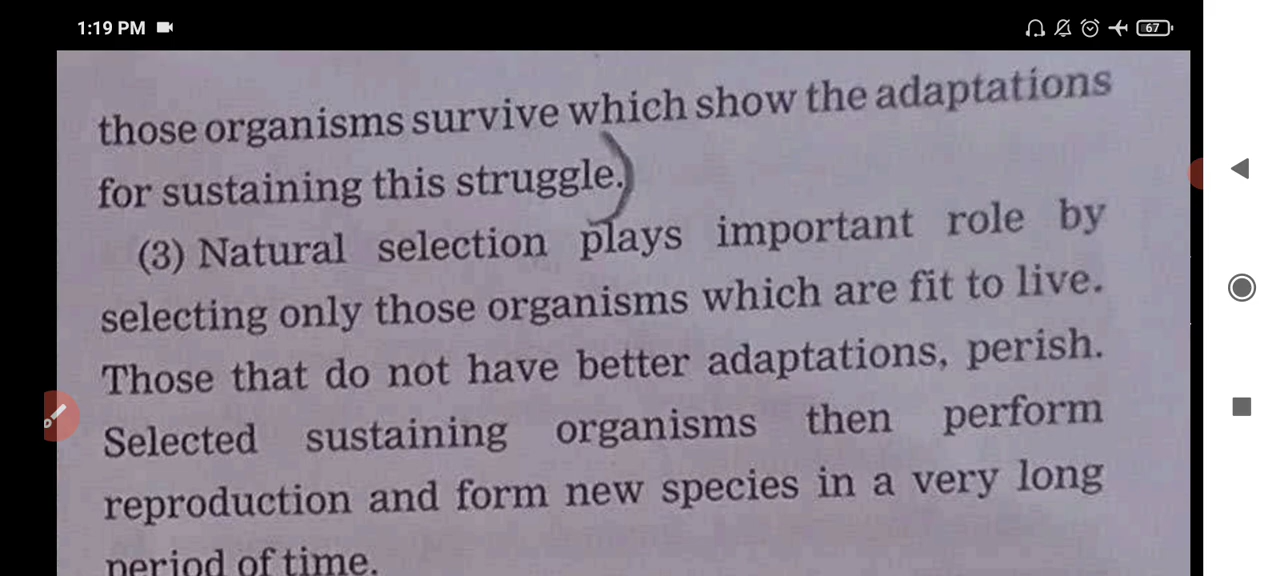 1:19 PM
67
those organisms survive which show the adaptations
for sustaining this struggle.)
(3) Natural selection plays important role by
selecting only those organisms which are fit to live.
Those that do not have better adaptations, perish.
Selected sustaining organisms then perform
reproduction and form new species in a very long
period of time.